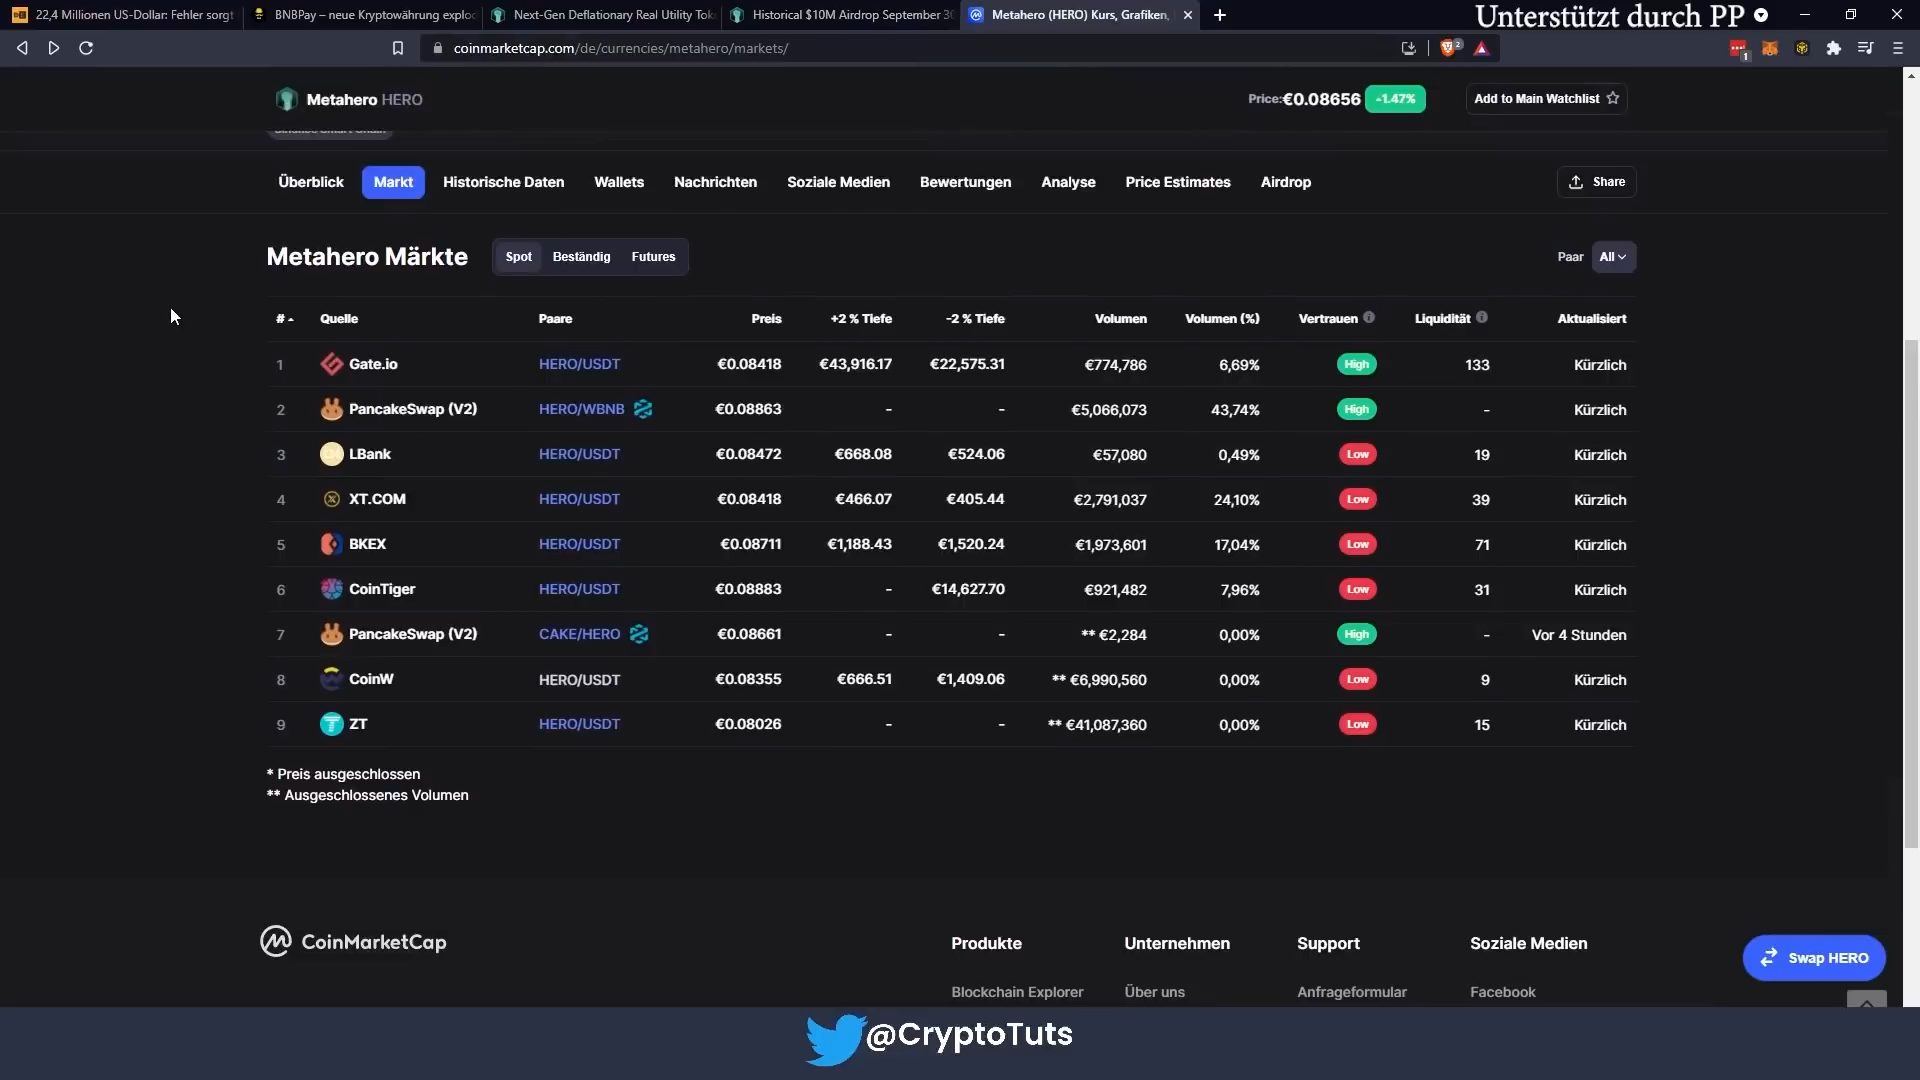 22,4 Millionen US-Dollar: Fehler sorgt
BNBPay – neue Kryptowährung explod
Next-Gen Deflationary Real Utility Tok
Historical $10M Airdrop September 30
Metahero (HERO) Kurs, Grafiken,
Unterstützt durch PP
coinmarketcap.com/de/currencies/metahero/markets/
2
1
Metahero HERO
Price: €0.08656 1.47%
Add to Main Watchlist
Binance Smart Chain
Überblick Markt Historische Daten Wallets Nachrichten Soziale Medien Bewertungen Analyse Price Estimates Airdrop Share
Metahero Märkte Spot Beständig Futures Paar All
# Quelle Paare Preis +2 % Tiefe -2 % Tiefe Volumen Volumen (%) Vertrauen Liquidität Aktualisiert
1 Gate.io HERO/USDT €0.08418 €43,916.17 €22,575.31 €774,786 6,69% High 133 Kürzlich
2 PancakeSwap (V2) HERO/WBNB €0.08863 - - €5,066,073 43,74% High - Kürzlich
3 LBank HERO/USDT €0.08472 €668.08 €524.06 €57,080 0,49% Low 19 Kürzlich
4 XT.COM HERO/USDT €0.08418 €466.07 €405.44 €2,791,037 24,10% Low 39 Kürzlich
5 BKEX HERO/USDT €0.08711 €1,188.43 €1,520.24 €1,973,601 17,04% Low 71 Kürzlich
6 CoinTiger HERO/USDT €0.08883 - €14,627.70 €921,482 7,96% Low 31 Kürzlich
7 PancakeSwap (V2) CAKE/HERO €0.08661 - - ** €2,284 0,00% High - Vor 4 Stunden
8 CoinW HERO/USDT €0.08355 €666.51 €1,409.06 ** €6,990,560 0,00% Low 9 Kürzlich
9 ZT HERO/USDT €0.08026 - - ** €41,087,360 0,00% Low 15 Kürzlich
* Preis ausgeschlossen
** Ausgeschlossenes Volumen
CoinMarketCap
Produkte Unternehmen Support Soziale Medien
Swap HERO
Blockchain Explorer Über uns Anfrageformular Facebook
@CryptoTuts